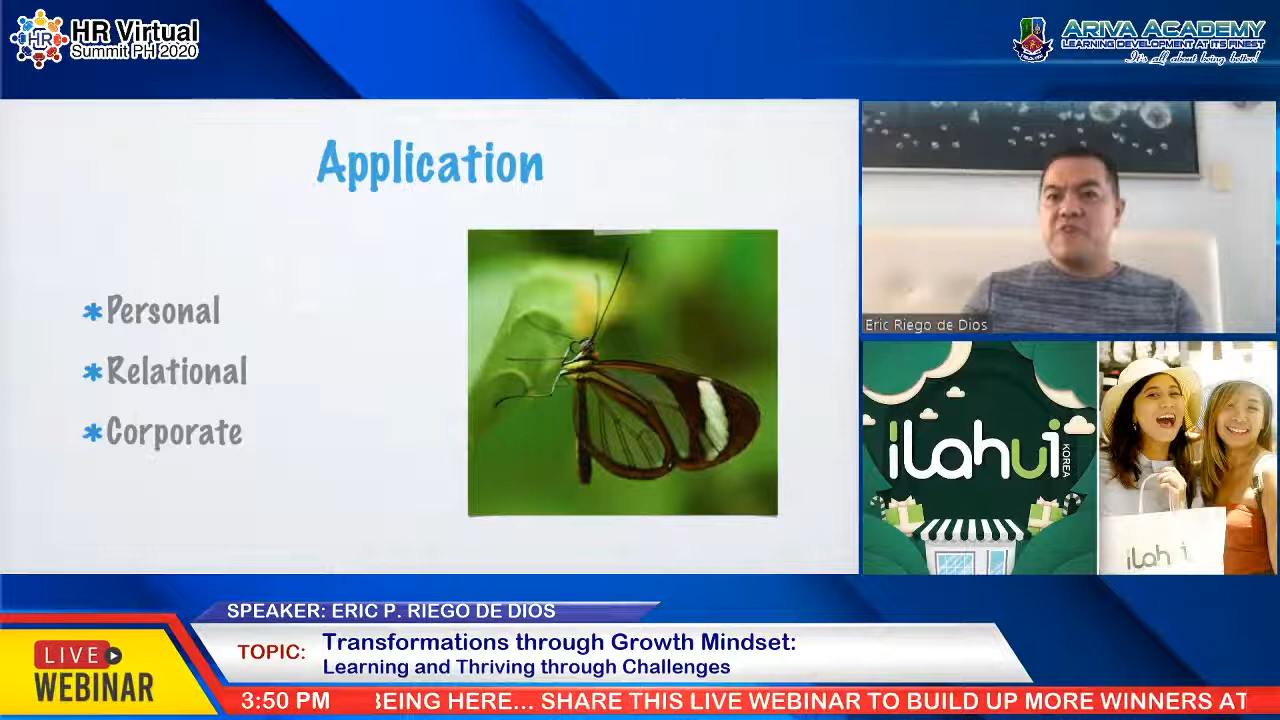 HR Virtual
Summit PH 2020
HR
ARIVA ACADEMY
LEARNING DEVELOPMENT AT ITS FINEST
It's all about being better!
Application
* Personal
* Relational
* Corporate
Eric Riego de Dios
ilahui
KOREA
SPEAKER: ERIC P. RIEGO DE DIOS
TOPIC:
Transformations through Growth Mindset:
Learning and Thriving through Challenges
LIVE
WEBINAR
3:50 PM
BEING HERE... SHARE THIS LIVE WEBINAR TO BUILD UP MORE WINNERS AT